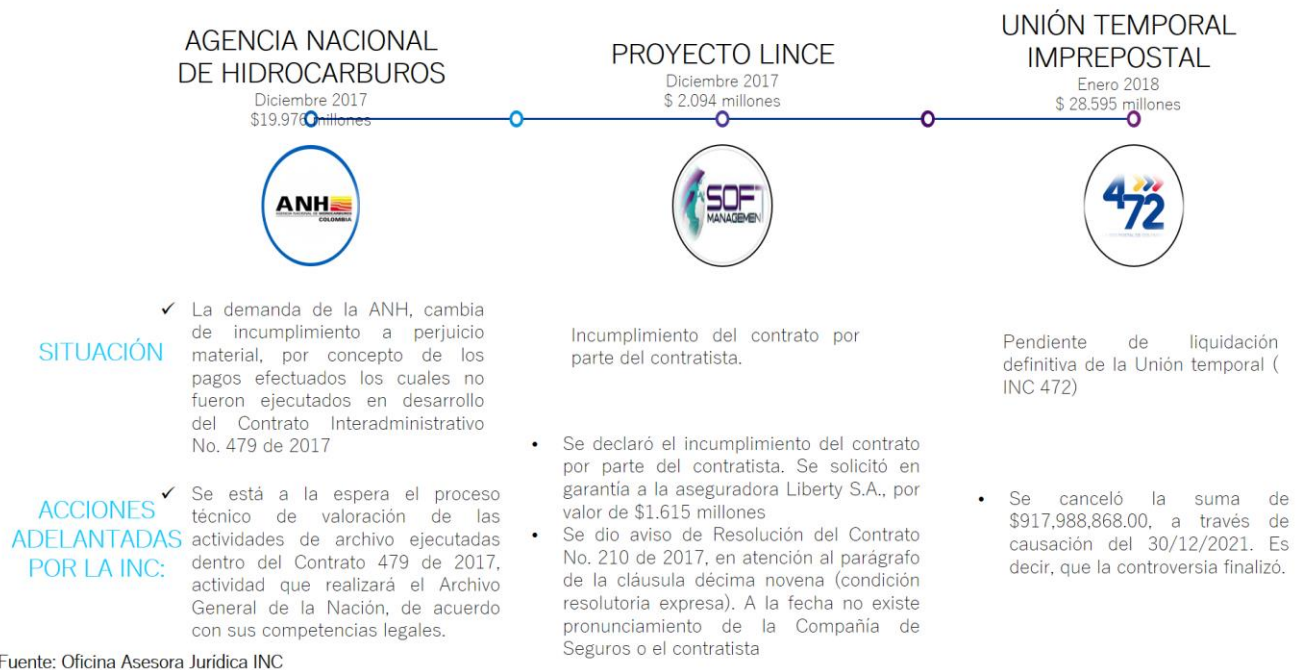 AGENCIA NACIONAL
DE HIDROCARBUROS
Diciembre 2017
$19.976 millones
PROYECTO LINCE
Diciembre 2017
$ 2.094 millones
UNIÓN TEMPORAL
IMPREPOSTAL
Enero 2018
$ 28.595 millones
ANH
AGENCIA NACIONAL DE HIDROCARBUROS
COLOMBIA
SOFT
MANAGEMEN
472
SITUACIÓN
✓ La demanda de la ANH, cambia
de incumplimiento a perjuicio
material, por concepto de los
pagos efectuados los cuales no
fueron ejecutados en desarrollo
del Contrato Interadministrativo
No. 479 de 2017
Incumplimiento del contrato por
parte del contratista.
Pendiente de liquidación
definitiva de la Unión temporal (
INC 472)
ACCIONES
ADELANTADAS
POR LA INC:
✓ Se está a la espera el proceso
técnico de valoración de las
actividades de archivo ejecutadas
dentro del Contrato 479 de 2017,
actividad que realizará el Archivo
General de la Nación, de acuerdo
con sus competencias legales.
• Se declaró el incumplimiento del contrato
por parte del contratista. Se solicitó en
garantía a la aseguradora Liberty S.A., por
valor de $1.615 millones
• Se dio aviso de Resolución del Contrato
No. 210 de 2017, en atención al parágrafo
de la cláusula décima novena (condición
resolutoria expresa). A la fecha no existe
pronunciamiento de la Compañía de
Seguros o el contratista
• Se canceló la suma de
$917,988,868.00, a través de
causación del 30/12/2021. Es
decir, que la controversia finalizó.
Fuente: Oficina Asesora Jurídica INC